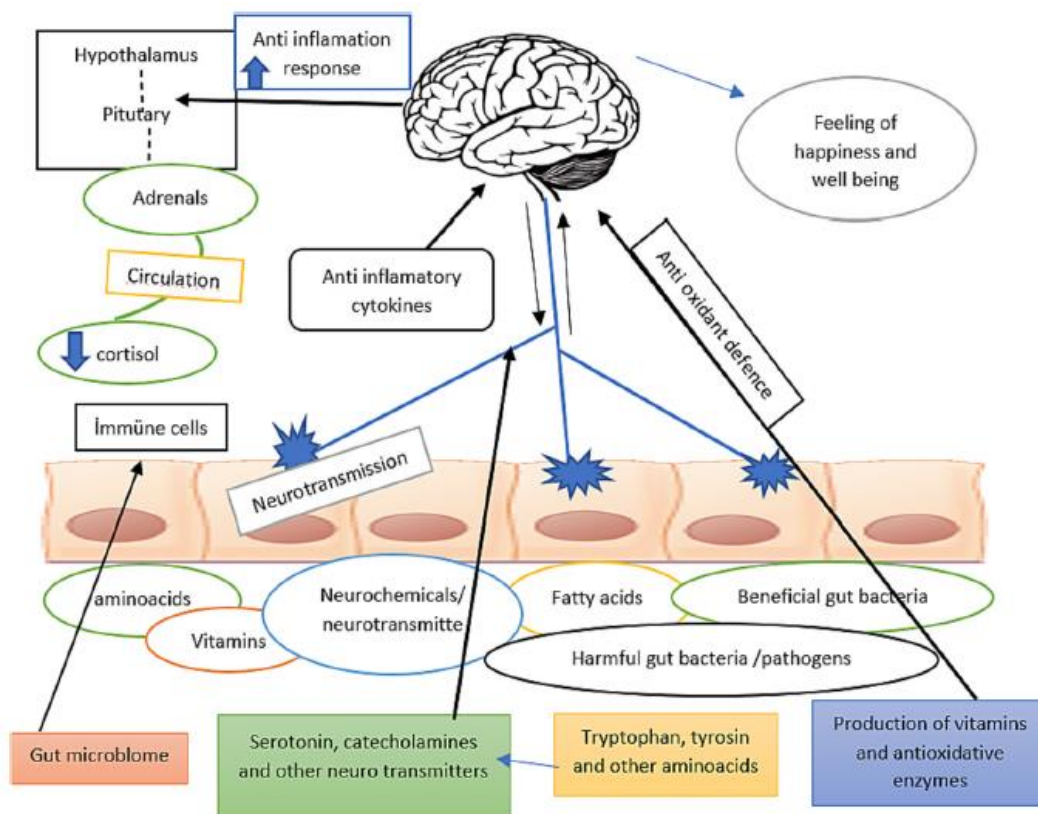 Anti inflamation
response
Hypothalamus
Pitutary
Adrenals
Circulation
cortisol
Feeling of
happiness and
well being
Anti inflamatory
cytokines
Anti oxidant defence
İmmüne cells
Neurotransmission
aminoacids
Vitamins
Neurochemicals/
neurotransmitte
Fatty acids
Beneficial gut bacteria
Harmful gut bacteria /pathogens
Gut microblome
Serotonin, catecholamines
and other neuro transmitters
Tryptophan, tyrosin
and other aminoacids
Production of vitamins
and antioxidative
enzymes